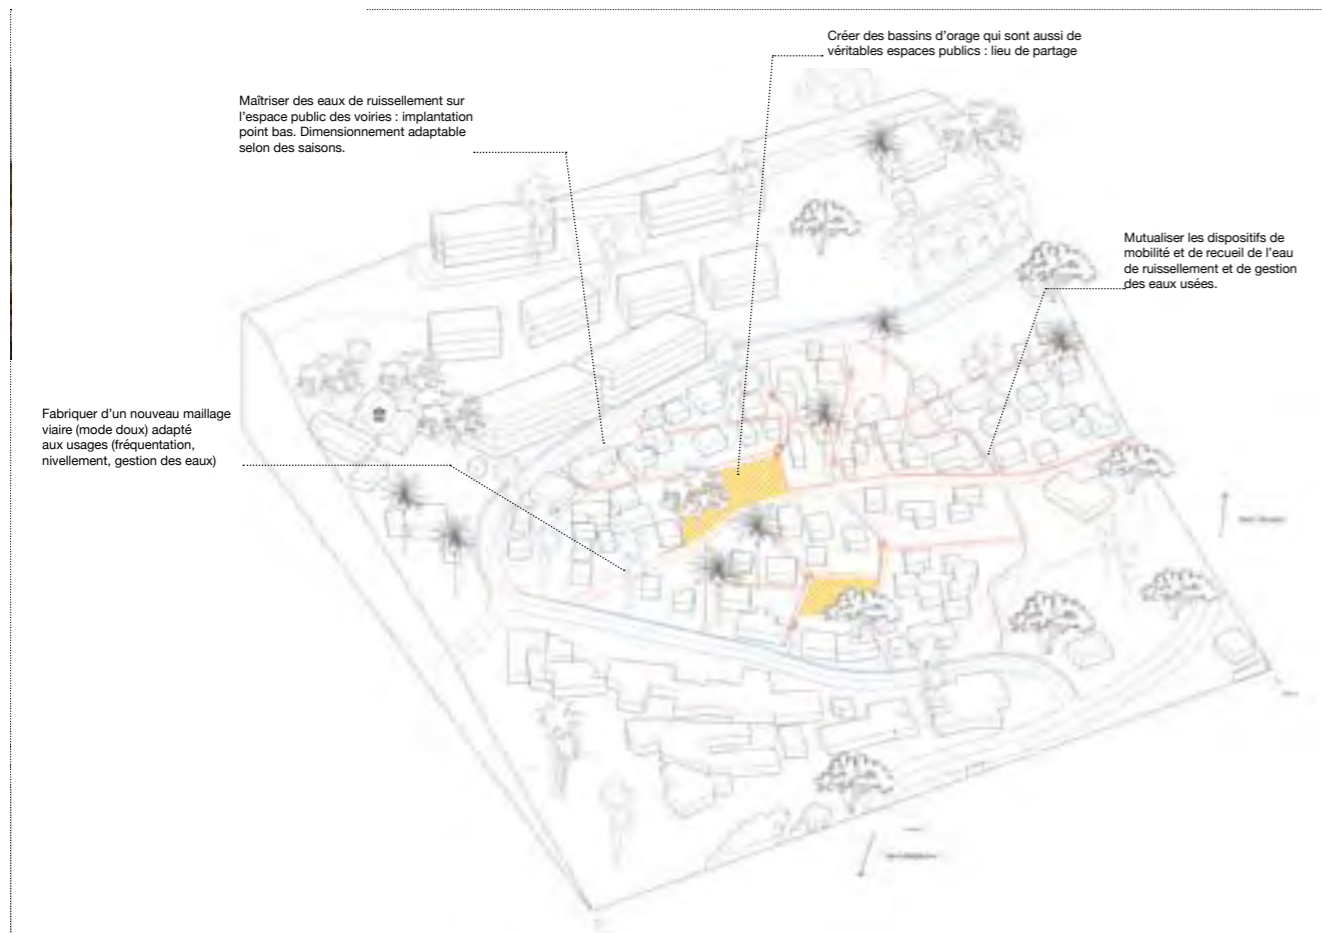 Créer des bassins d'orage qui sont aussi de
véritables espaces publics : lieu de partage
Maîtriser des eaux de ruissellement sur
l'espace public des voiries : implantation
point bas. Dimensionnement adaptable
selon des saisons.
Mutualiser les dispositifs de
mobilité et de recueil de l'eau
de ruissellement et de gestion
des eaux usées.
Fabriquer d'un nouveau maillage
viaire (mode doux) adapté
aux usages (fréquentation,
nivellement, gestion des eaux)